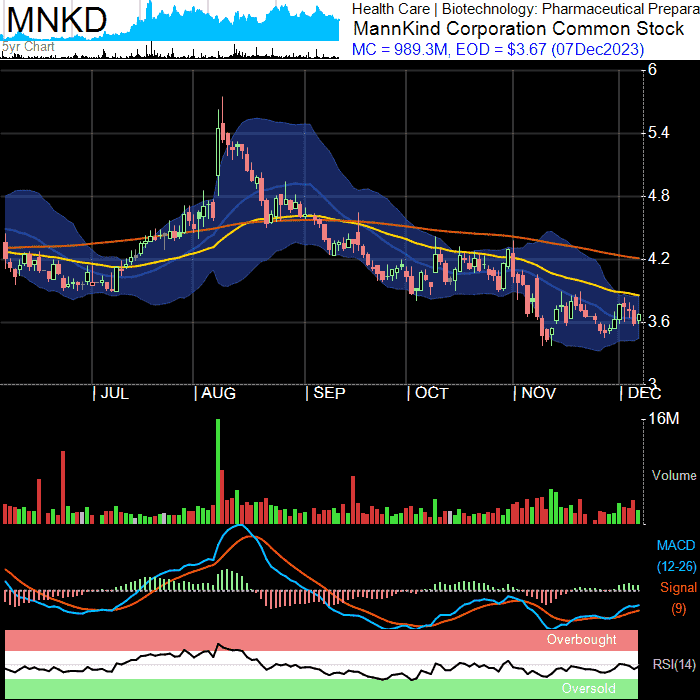 MNKD
5yr Chart
Health Care | Biotechnology: Pharmaceutical Prepara
MannKind Corporation Common Stock
MC = 989.3M, EOD = $3.67 (07Dec2023)
6
5.4
4.8
4.2
3.6
3
JUL
AUG
SEP
OCT
NOV
DEC
16M
Volume
MACD
(12-26)
Signal
(9)
Overbought
RSI(14)
Oversold